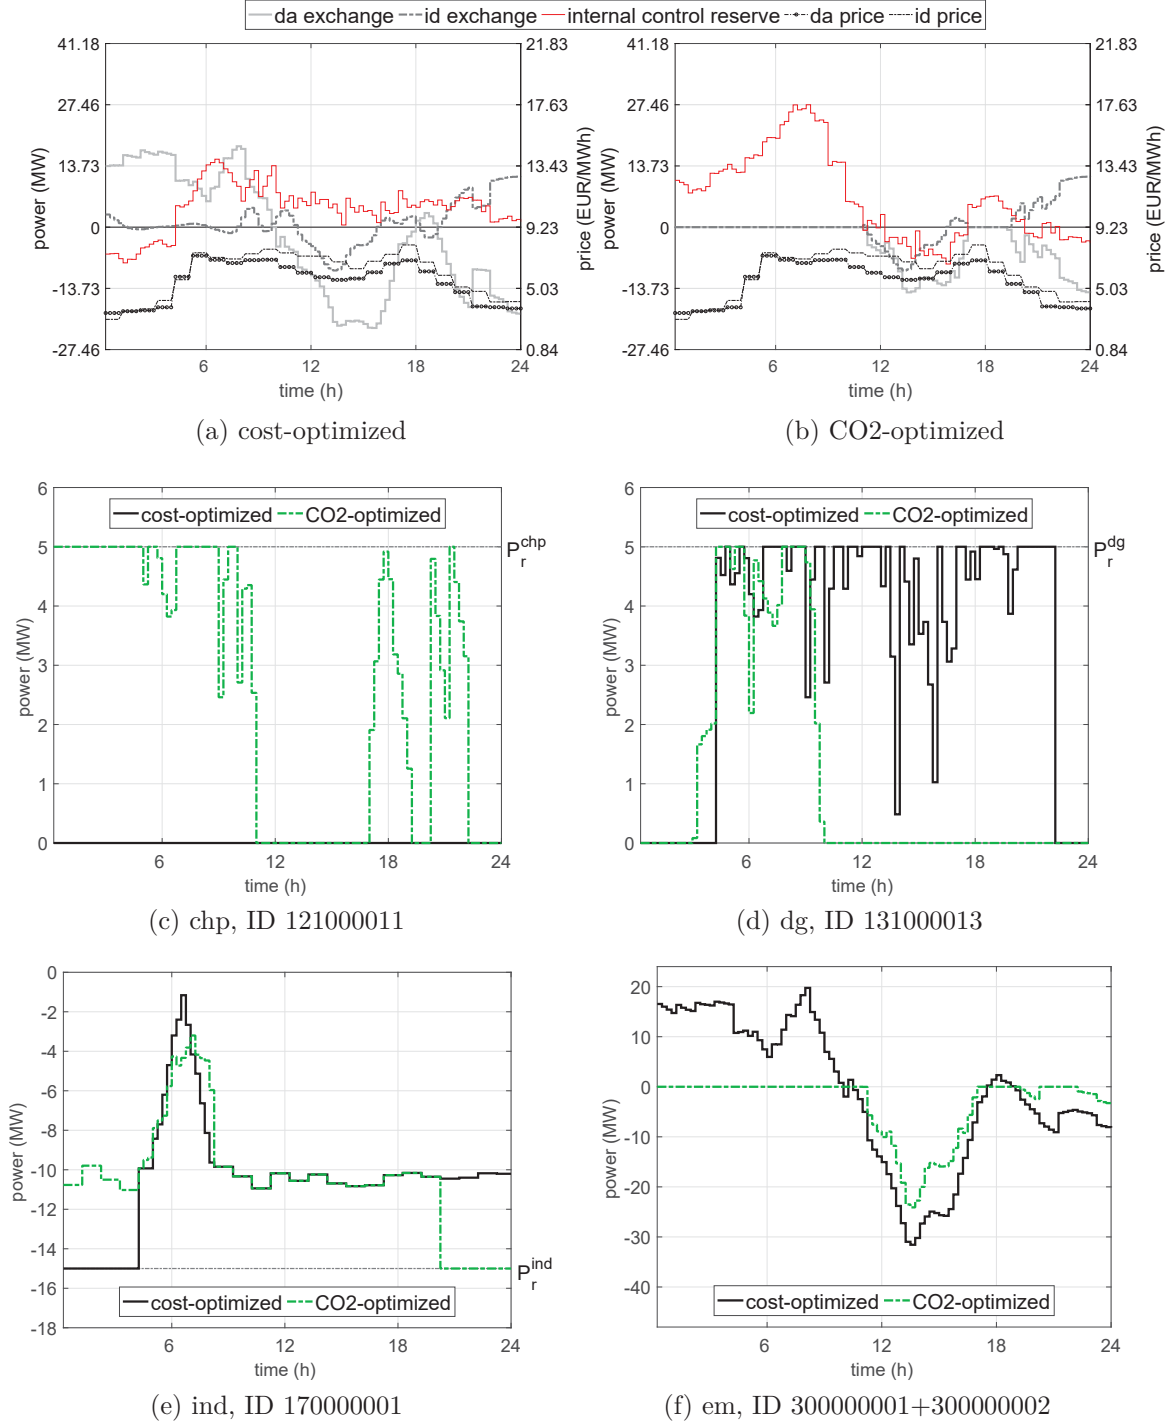 da exchange id exchange internal control reserve da price id price
41.18
27.46
13.73
0
-13.73
-27.46
power (MW)
21.83
17.63
13.43
9.23
5.03
0.84
price (EUR/MWh)
6 12 18 24
time (h)
(a) cost-optimized
41.18
27.46
13.73
0
-13.73
-27.46
power (MW)
21.83
17.63
13.43
9.23
5.03
0.84
price (EUR/MWh)
6 12 18 24
time (h)
(b) CO2-optimized
6
5
4
3
2
1
0
power (MW)
cost-optimized CO2-optimized
P_r^chp
6 12 18 24
time (h)
(c) chp, ID 121000011
6
5
4
3
2
1
0
power (MW)
cost-optimized CO2-optimized
P_r^dg
6 12 18 24
time (h)
(d) dg, ID 131000013
0
-2
-4
-6
-8
-10
-12
-14
-16
-18
power (MW)
P_r^ind
cost-optimized CO2-optimized
6 12 18 24
time (h)
(e) ind, ID 170000001
20
10
0
-10
-20
-30
-40
power (MW)
cost-optimized CO2-optimized
6 12 18 24
time (h)
(f) em, ID 300000001+300000002